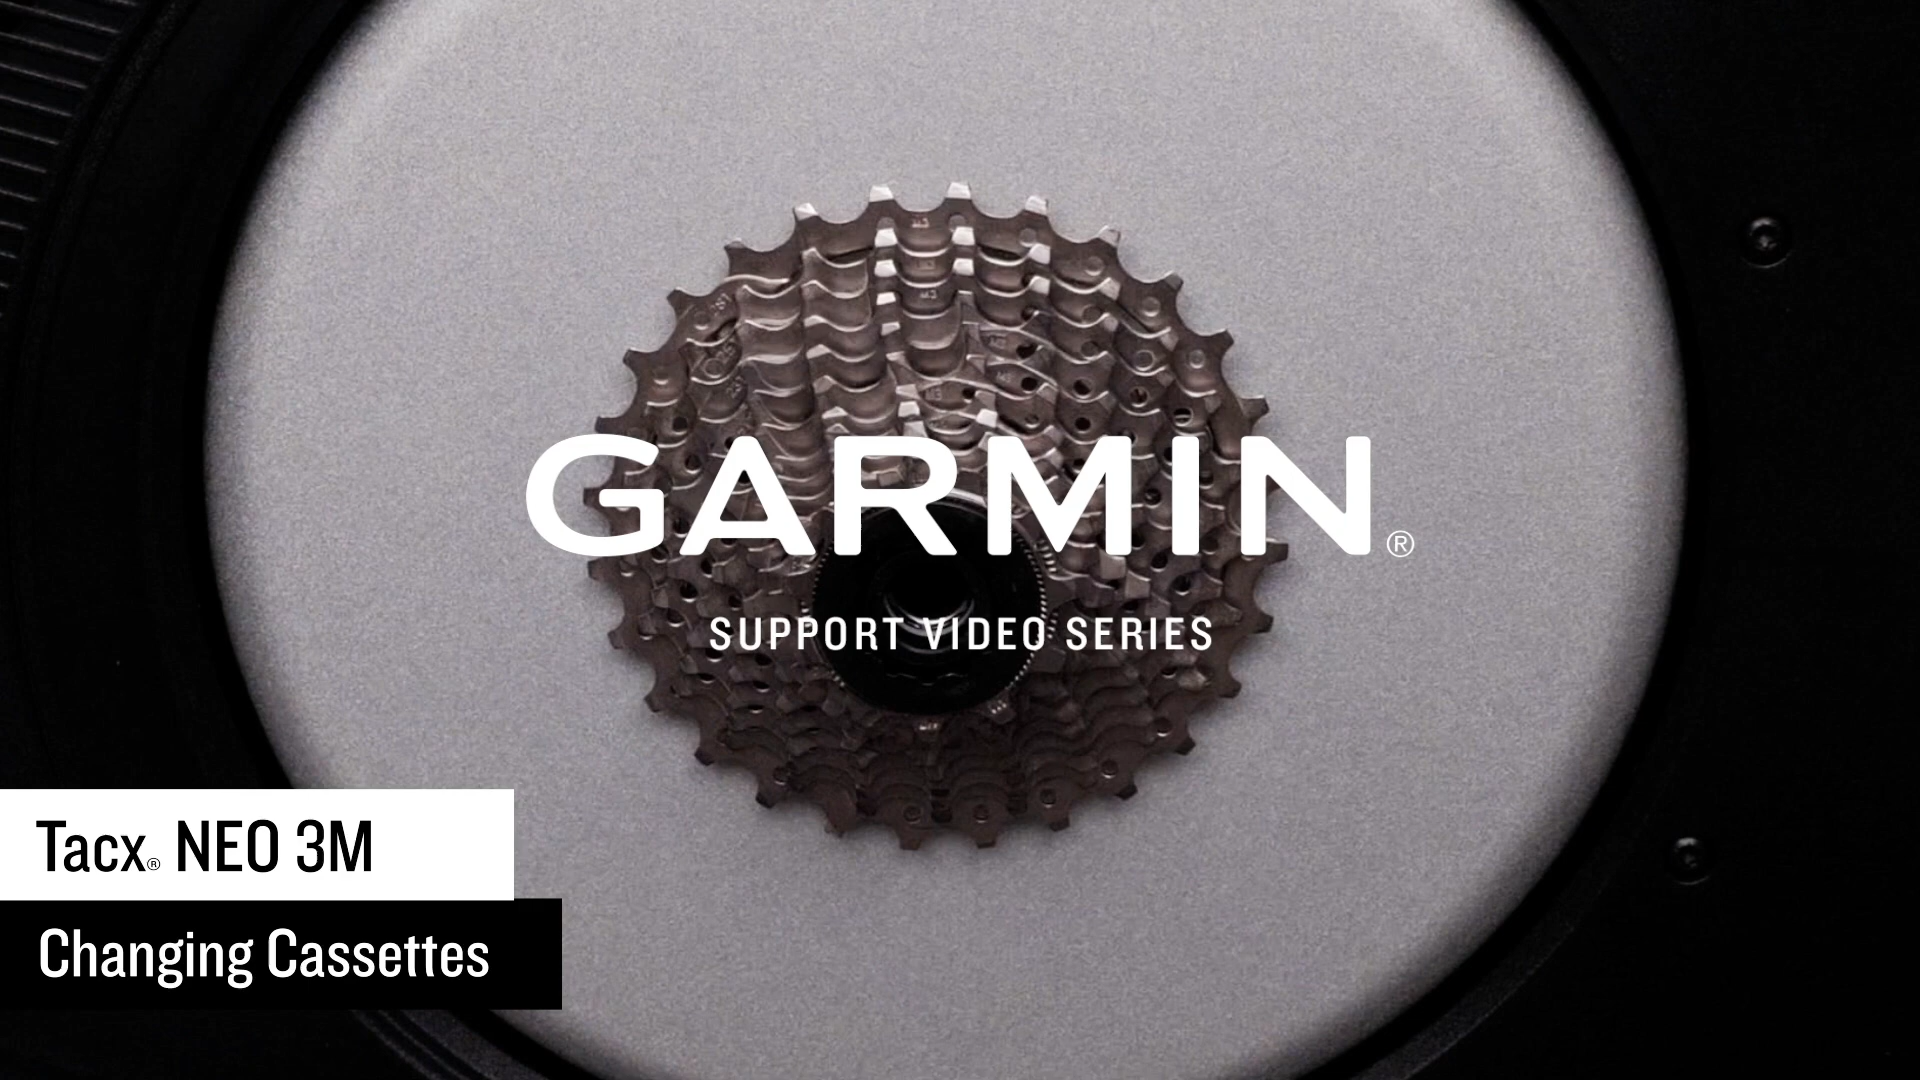 GARMIN®
SUPPORT VIDEO SERIES
Tacx® NEO 3M
Changing Cassettes